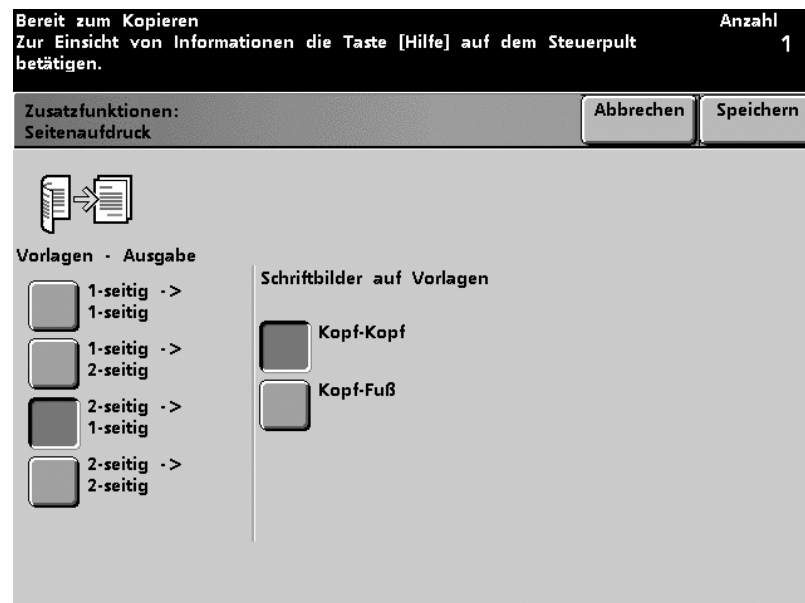 Bereit zum Kopieren
Anzahl
Zur Einsicht von Informationen die Taste [Hilfe] auf dem Steuerpult
1
betätigen.
Zusatzfunktionen:
Seitenaufdruck
Abbrechen
Speichern
Vorlagen - Ausgabe
1-seitig ->
1-seitig
1-seitig ->
2-seitig
2-seitig ->
1-seitig
2-seitig ->
2-seitig
Schriftbilder auf Vorlagen
Kopf-Kopf
Kopf-Fuß